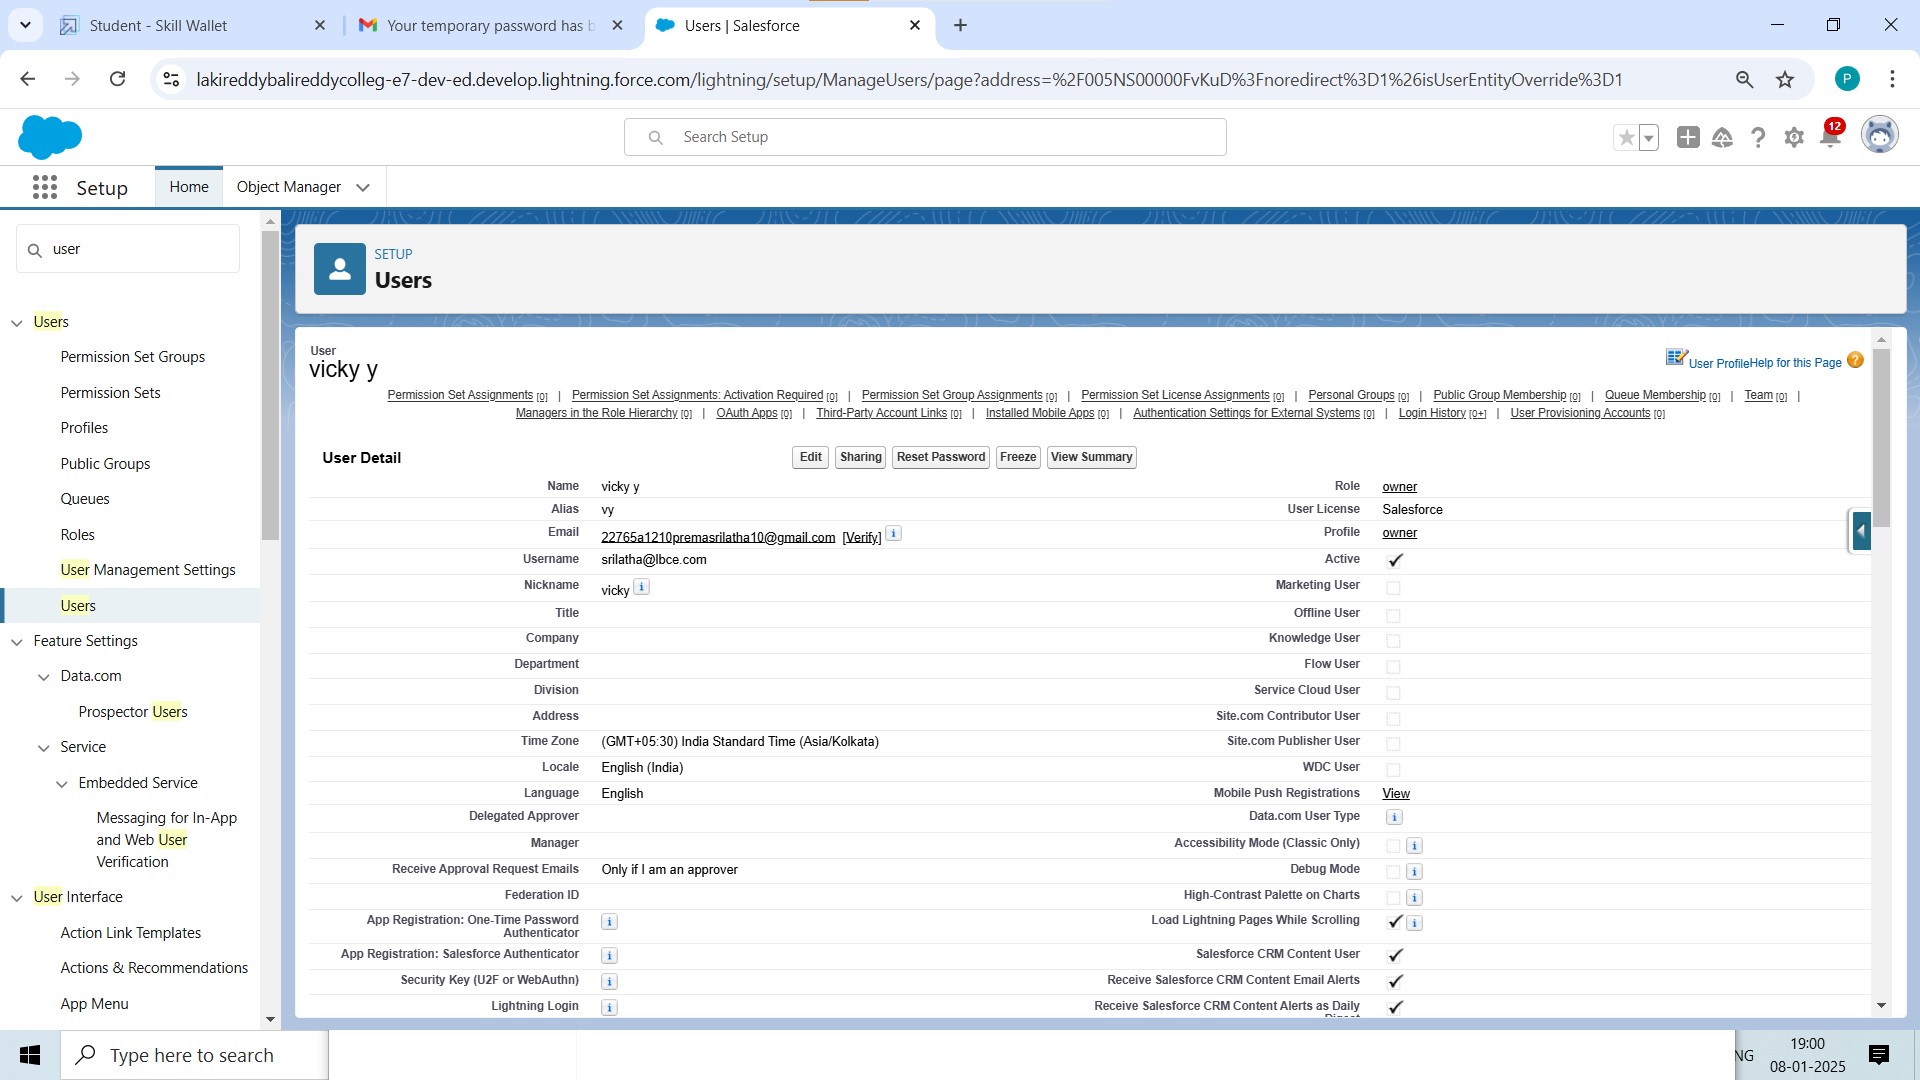 Student - Skill Wallet
Your temporary password has b
Users | Salesforce
lakireddybalireddycolleg-e7-dev-ed.develop.lightning.force.com/lightning/setup/ManageUsers/page?address=%2F005NS00000FvKuD%3Fnoredirect%3D1%26isUserEntityOverride%3D1
P
Search Setup
12
Setup
Home
Object Manager
user
Users
Permission Set Groups
Permission Sets
Profiles
Public Groups
Queues
Roles
User Management Settings
Users
Feature Settings
Data.com
Prospector Users
Service
Embedded Service
Messaging for In-App
and Web User
Verification
User Interface
Action Link Templates
Actions & Recommendations
App Menu
SETUP
Users
User
vicky y
User Profile Help for this Page
Permission Set Assignments [0] | Permission Set Assignments: Activation Required [0] | Permission Set Group Assignments [0] | Permission Set License Assignments [0] | Personal Groups [0] | Public Group Membership [0] | Queue Membership [0] | Team [0] |
Managers in the Role Hierarchy [0] | OAuth Apps [0] | Third-Party Account Links [0] | Installed Mobile Apps [0] | Authentication Settings for External Systems [0] | Login History [0+] | User Provisioning Accounts [0]
User Detail
Edit Sharing Reset Password Freeze View Summary
Name vicky y Role owner
Alias vy User License Salesforce
Email 22765a1210premasrilatha10@gmail.com [Verify] i Profile owner
Username srilatha@lbce.com Active
Nickname vicky i Marketing User
Title Offline User
Company Knowledge User
Department Flow User
Division Service Cloud User
Address Site.com Contributor User
Time Zone (GMT+05:30) India Standard Time (Asia/Kolkata) Site.com Publisher User
Locale English (India) WDC User
Language English Mobile Push Registrations View
Delegated Approver Data.com User Type i
Manager Accessibility Mode (Classic Only) i
Receive Approval Request Emails Only if I am an approver Debug Mode i
Federation ID High-Contrast Palette on Charts i
App Registration: One-Time Password
Authenticator i Load Lightning Pages While Scrolling i
App Registration: Salesforce Authenticator i Salesforce CRM Content User
Security Key (U2F or WebAuthn) i Receive Salesforce CRM Content Email Alerts
Lightning Login i Receive Salesforce CRM Content Alerts as Daily
Type here to search
NG
19:00
08-01-2025